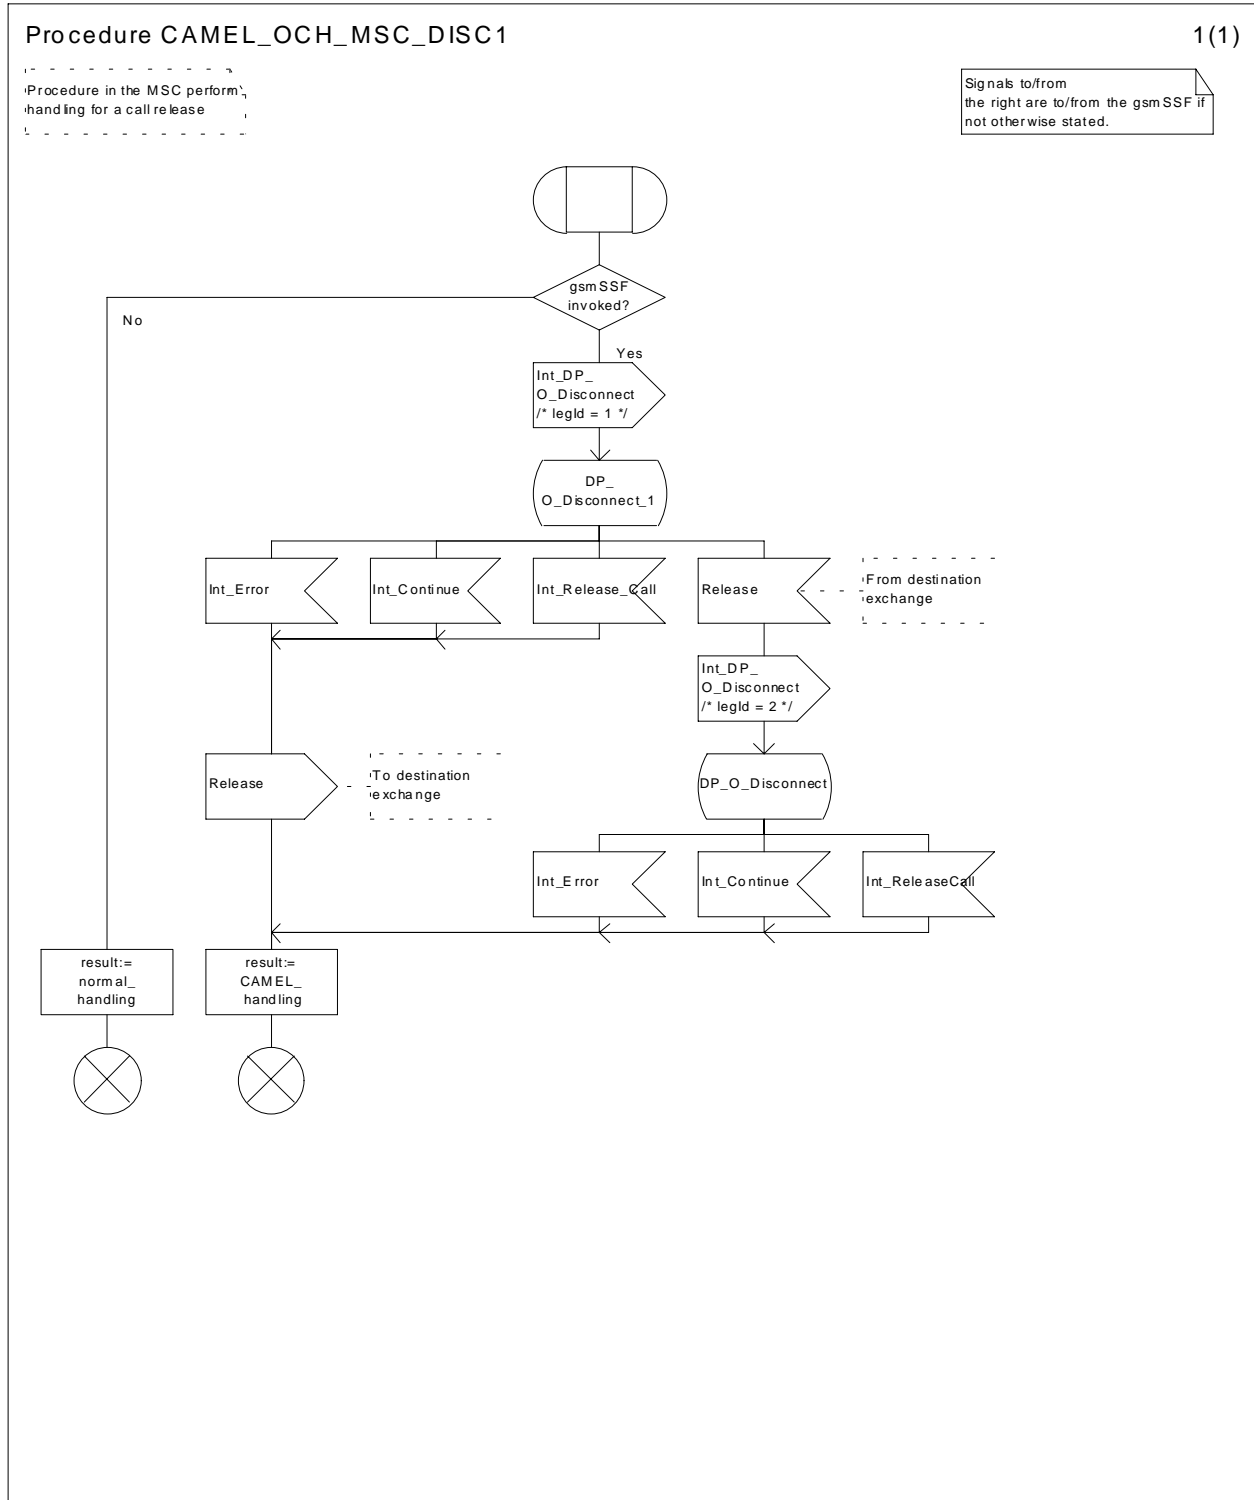 Procedure CAMEL_OCH_MSC_DISC1
1(1)
Procedure in the MSC perform
handling for a call release
Signals to/from
the right are to/from the gsmSSF if
not otherwise stated.
gsmSSF
invoked?
No
Yes
Int_DP_
O_Disconnect
/* legId = 1 */
DP_
O_Disconnect_1
Int_Error
Int_Continue
Int_Release_Call
Release
From destination
exchange
Int_DP_
O_Disconnect
/* legId = 2 */
Release
To destination
exchange
DP_O_Disconnect
Int_Error
Int_Continue
Int_ReleaseCall
result:=
normal_
handling
result:=
CAMEL_
handling